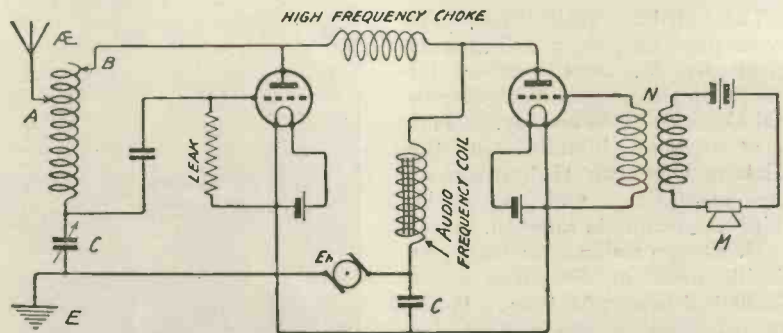 HIGH FREQUENCY CHOKE
Æ
B
A
N
LEAK
AUDIO
FREQUENCY COIL
C
Eh
M
C
E